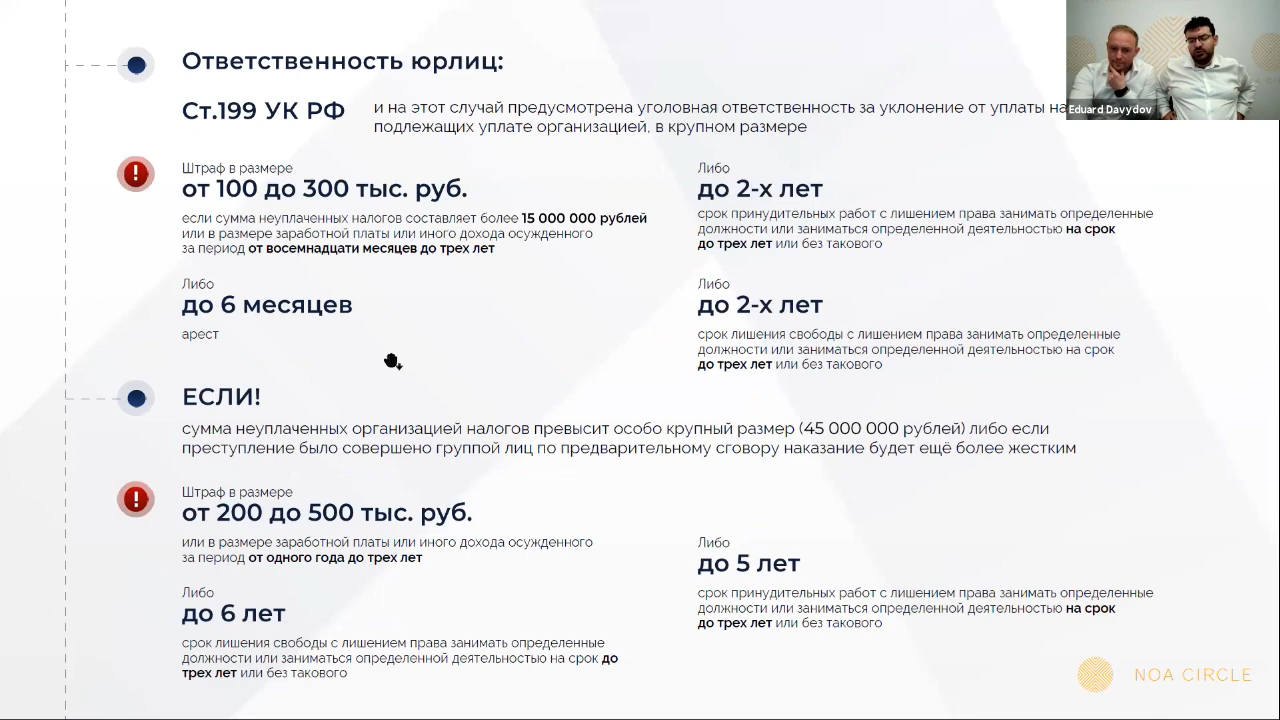 Ответственность юрлиц:
Ст.199 УК РФ
и на этот случай предусмотрена уголовная ответственность за уклонение от уплаты
подлежащих уплате организацией, в крупном размере
Eduard Davydov
Штраф в размере
от 100 до 300 тыс. руб.
если сумма неуплаченных налогов составляет более 15 000 000 рублей
или в размере заработной платы или иного дохода осужденного
за период от восемнадцати месяцев до трех лет
Либо
до 2-х лет
срок принудительных работ с лишением права занимать определенные
должности или заниматься определенной деятельностью на срок
до трех лет или без такового
Либо
до 6 месяцев
арест
Либо
до 2-х лет
срок лишения свободы с лишением права занимать определенные
должности или заниматься определенной деятельностью на срок
до трех лет или без такового
ЕСЛИ!
сумма неуплаченных организацией налогов превысит особо крупный размер (45 000 000 рублей) либо если
преступление было совершено группой лиц по предварительному сговору наказание будет ещё более жестким
Штраф в размере
от 200 до 500 тыс. руб.
или в размере заработной платы или иного дохода осужденного
за период от одного года до трех лет
Либо
до 5 лет
срок принудительных работ с лишением права занимать определенные
должности или заниматься определенной деятельностью на срок
до трех лет или без такового
Либо
до 6 лет
срок лишения свободы с лишением права занимать определенные
должности или заниматься определенной деятельностью на срок до
трех лет или без такового
NOA CIRCLE